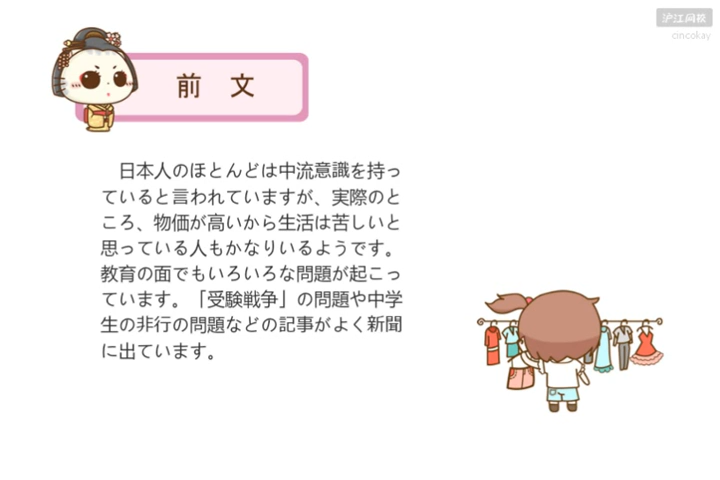 沪江网校
cincokay
前 文
日本人のほとんどは中流意識を持っ
ていると言われていますが、実際のと
ころ、物価が高いから生活は苦しいと
思っている人もかなりいるようです。
教育の面でもいろいろな問題が起こっ
ています。「受験戦争」の問題や中学
生の非行の問題などの記事がよく新聞
に出ています。